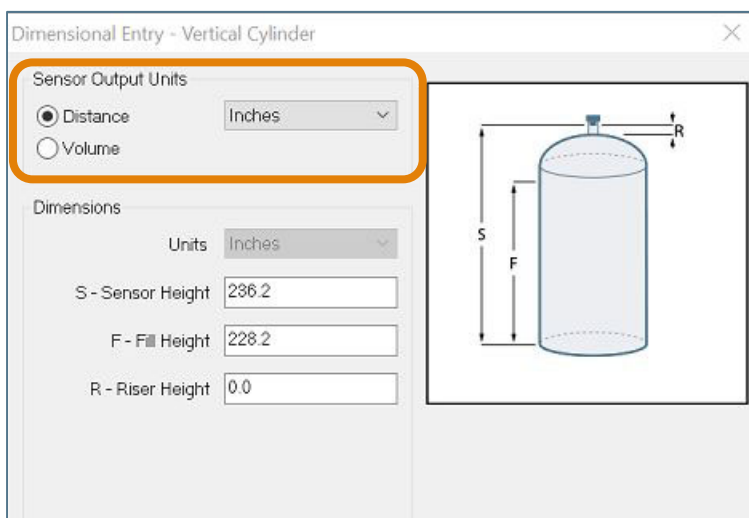 Dimensional Entry - Vertical Cylinder
Sensor Output Units
Distance Inches
Volume
Dimensions
Units Inches
S - Sensor Height 236.2
F - Fill Height 228.2
R - Riser Height 0.0
R
S
F